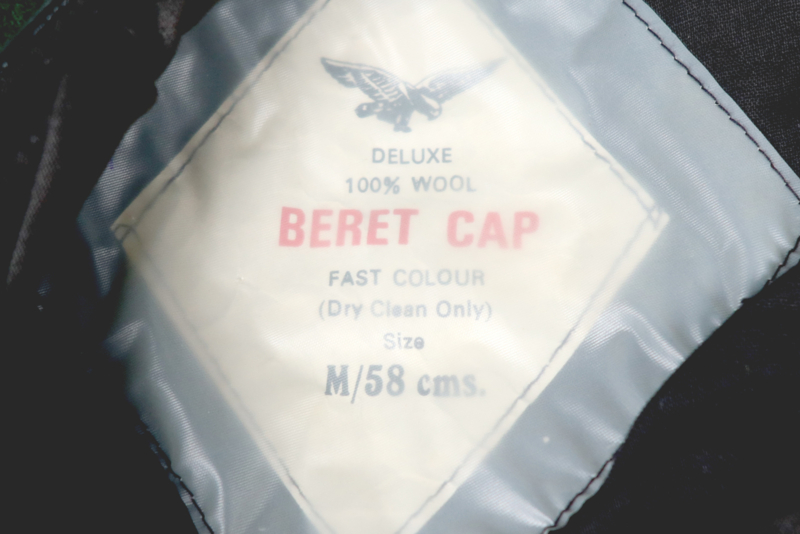 DELUXE
100% WOOL
BERET CAP
FAST COLOUR
(Dry Clean Only)
Size
M/58 cms.